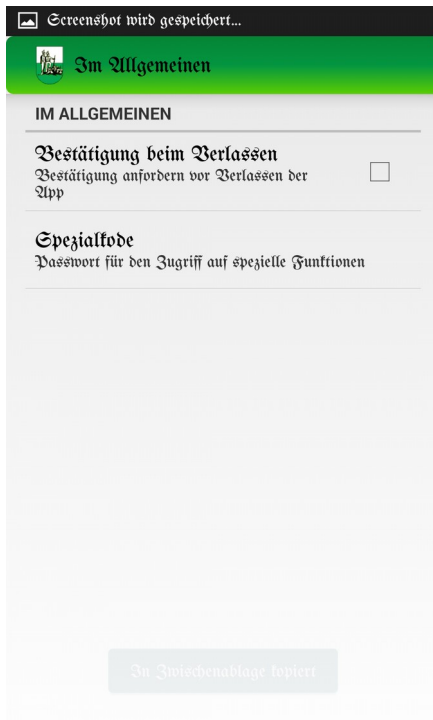 Screenshot wird gespeichert...
Im Allgemeinen
IM ALLGEMEINEN
Bestätigung beim Verlassen
Bestätigung anfordern vor Verlassen der
App
Spezialkode
Passwort für den Zugriff auf spezielle Funktionen
In Zwischenablage kopiert